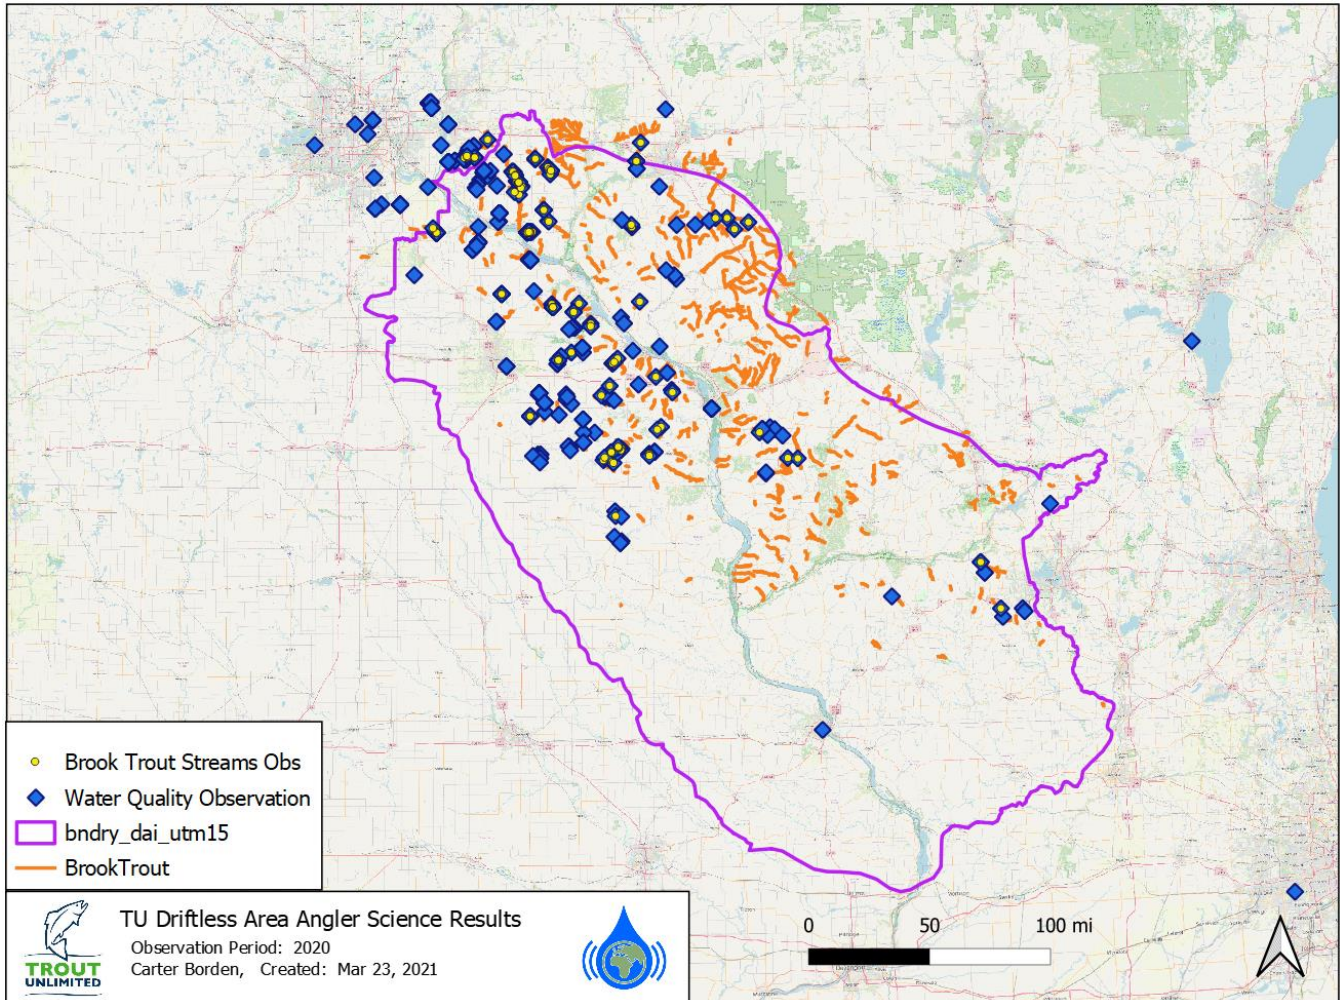 Brook Trout Streams Obs
Water Quality Observation
bndry_dai_utm15
BrookTrout
TU Driftless Area Angler Science Results
Observation Period: 2020
Carter Borden, Created: Mar 23, 2021
TROUT
UNLIMITED
0 50 100 mi